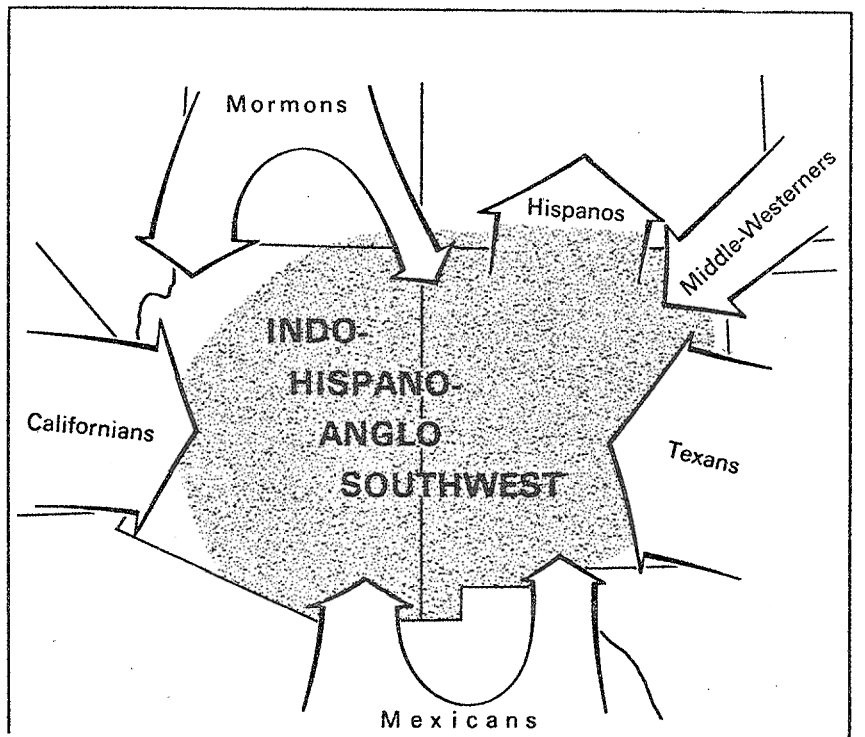 Mormons
Hispanos
Middle-Westerners
INDO-
HISPANO-
ANGLO
SOUTHWEST
Californians
Texans
Mexicans